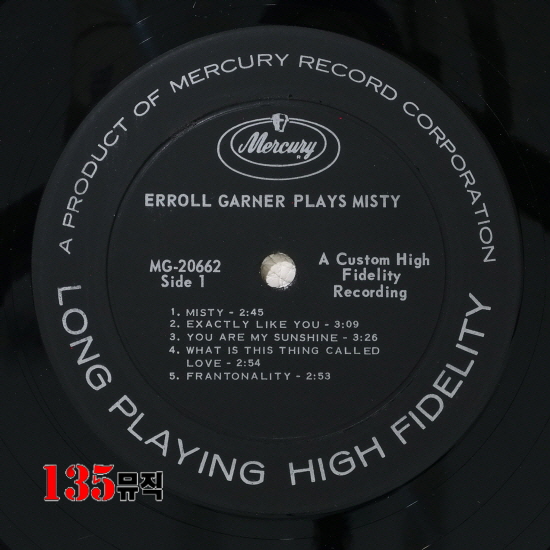 A PRODUCT OF MERCURY RECORD CORPORATION
Mercury
ERROLL GARNER PLAYS MISTY
MG-20662
Side 1
A Custom High
Fidelity
Recording
1. MISTY - 2:45
2. EXACTLY LIKE YOU - 3:09
3. YOU ARE MY SUNSHINE - 3:26
4. WHAT IS THIS THING CALLED
LOVE - 2:54
5. FRANTONALITY - 2:53
LONG PLAYING HIGH FIDELITY
135뮤직